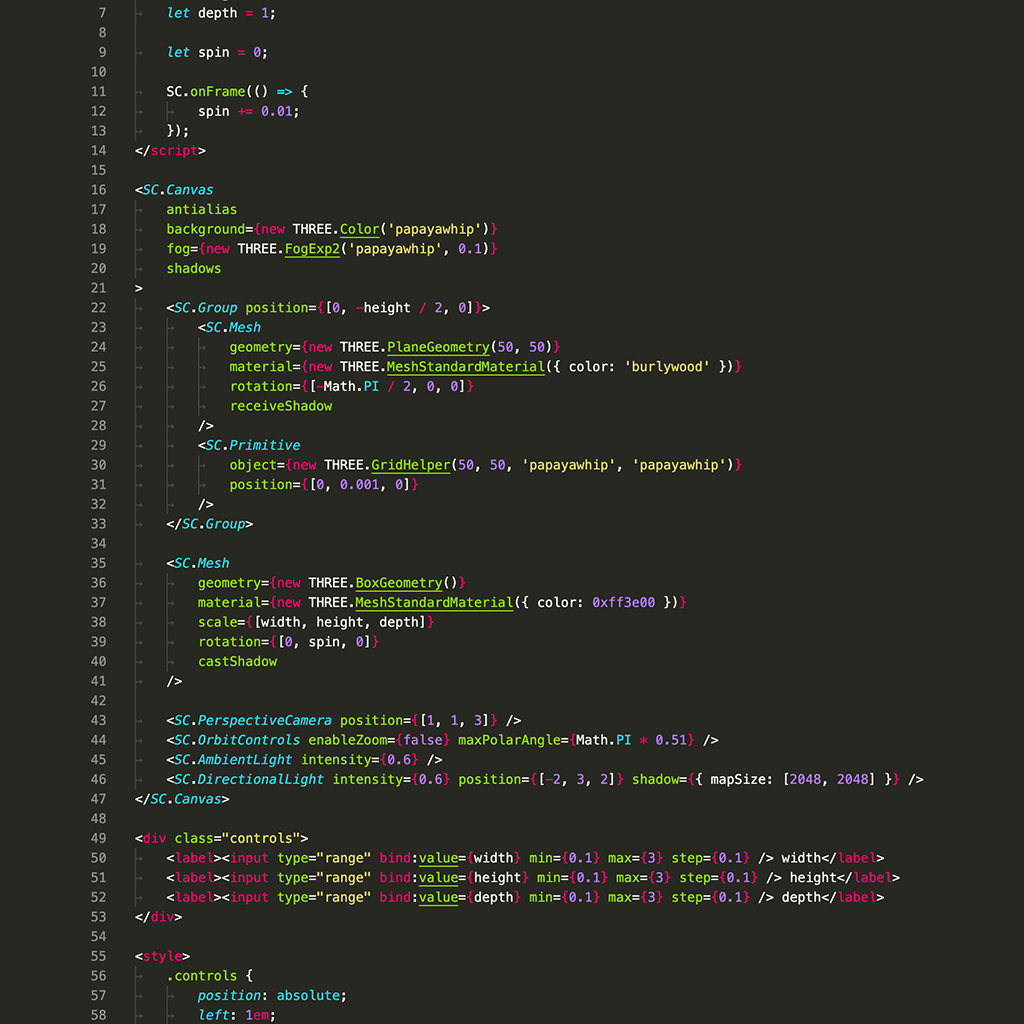 7 let depth = 1;
8
9 let spin = 0;
10
11 SC.onFrame(() => {
12 spin += 0.01;
13 });
14 </script>
15
16 <SC.Canvas
17 antialias
18 background={new THREE.Color('papayawhip')}
19 fog={new THREE.FogExp2('papayawhip', 0.1)}
20 shadows
21 >
22 <SC.Group position={[0, -height / 2, 0]}>
23 <SC.Mesh
24 geometry={new THREE.PlaneGeometry(50, 50)}
25 material={new THREE.MeshStandardMaterial({ color: 'burlywood' })}
26 rotation={[-Math.PI / 2, 0, 0]}
27 receiveShadow
28 />
29 <SC.Primitive
30 object={new THREE.GridHelper(50, 50, 'papayawhip', 'papayawhip')}
31 position={[0, 0.001, 0]}
32 />
33 </SC.Group>
34
35 <SC.Mesh
36 geometry={new THREE.BoxGeometry()}
37 material={new THREE.MeshStandardMaterial({ color: 0xff3e00 })}
38 scale={[width, height, depth]}
39 rotation={[0, spin, 0]}
40 castShadow
41 />
42
43 <SC.PerspectiveCamera position={[1, 1, 3]} />
44 <SC.OrbitControls enableZoom={false} maxPolarAngle={Math.PI * 0.51} />
45 <SC.AmbientLight intensity={0.6} />
46 <SC.DirectionalLight intensity={0.6} position={[-2, 3, 2]} shadow={{ mapSize: [2048, 2048] }} />
47 </SC.Canvas>
48
49 <div class="controls">
50 <label><input type="range" bind:value={width} min={0.1} max={3} step={0.1} /> width</label>
51 <label><input type="range" bind:value={height} min={0.1} max={3} step={0.1} /> height</label>
52 <label><input type="range" bind:value={depth} min={0.1} max={3} step={0.1} /> depth</label>
53 </div>
54
55 <style>
56 .controls {
57 position: absolute;
58 left: 1em;